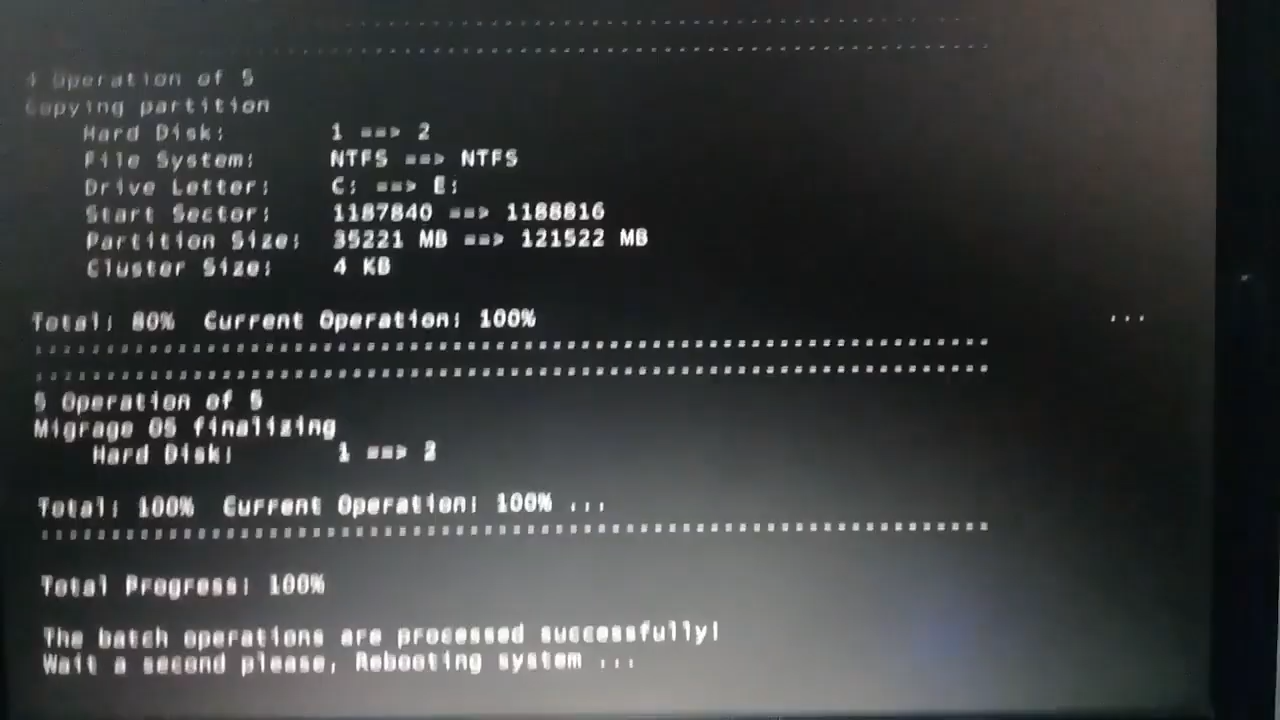 4 Operation of 5
Copying partition
Hard Disk: 1 ==> 2
File System: NTFS ==> NTFS
Drive Letter: C: ==> E:
Start Sector: 1187840 ==> 1188816
Partition Size: 35221 MB ==> 121522 MB
Cluster Size: 4 KB
Total: 80% Current Operation: 100% ...
5 Operation of 5
Migrage OS finalizing
Hard Disk: 1 ==> 2
Total: 100% Current Operation: 100% ...
Total Progress: 100%
The batch operations are processed successfully!
Wait a second please, Rebooting system ...